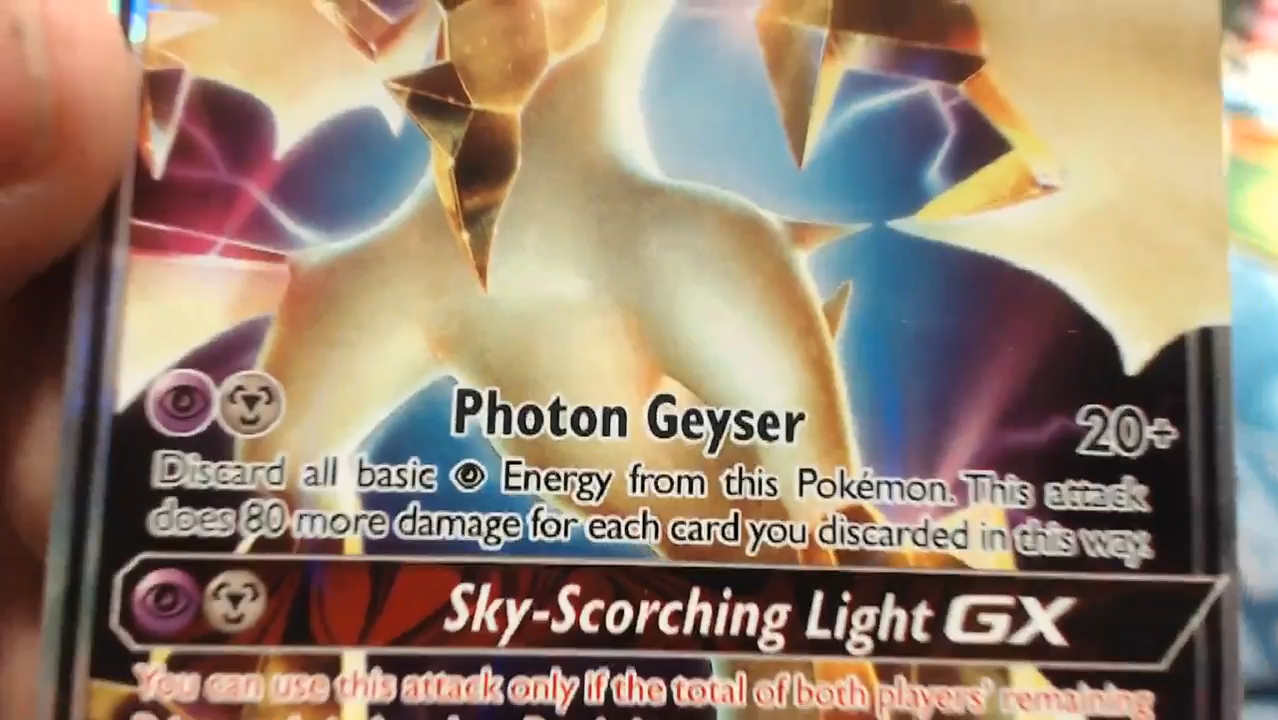 Photon Geyser 20+
Discard all basic Energy from this Pokémon. This attack
does 80 more damage for each card you discarded in this way.
Sky-Scorching Light GX
You can use this attack only if the total of both players' remaining